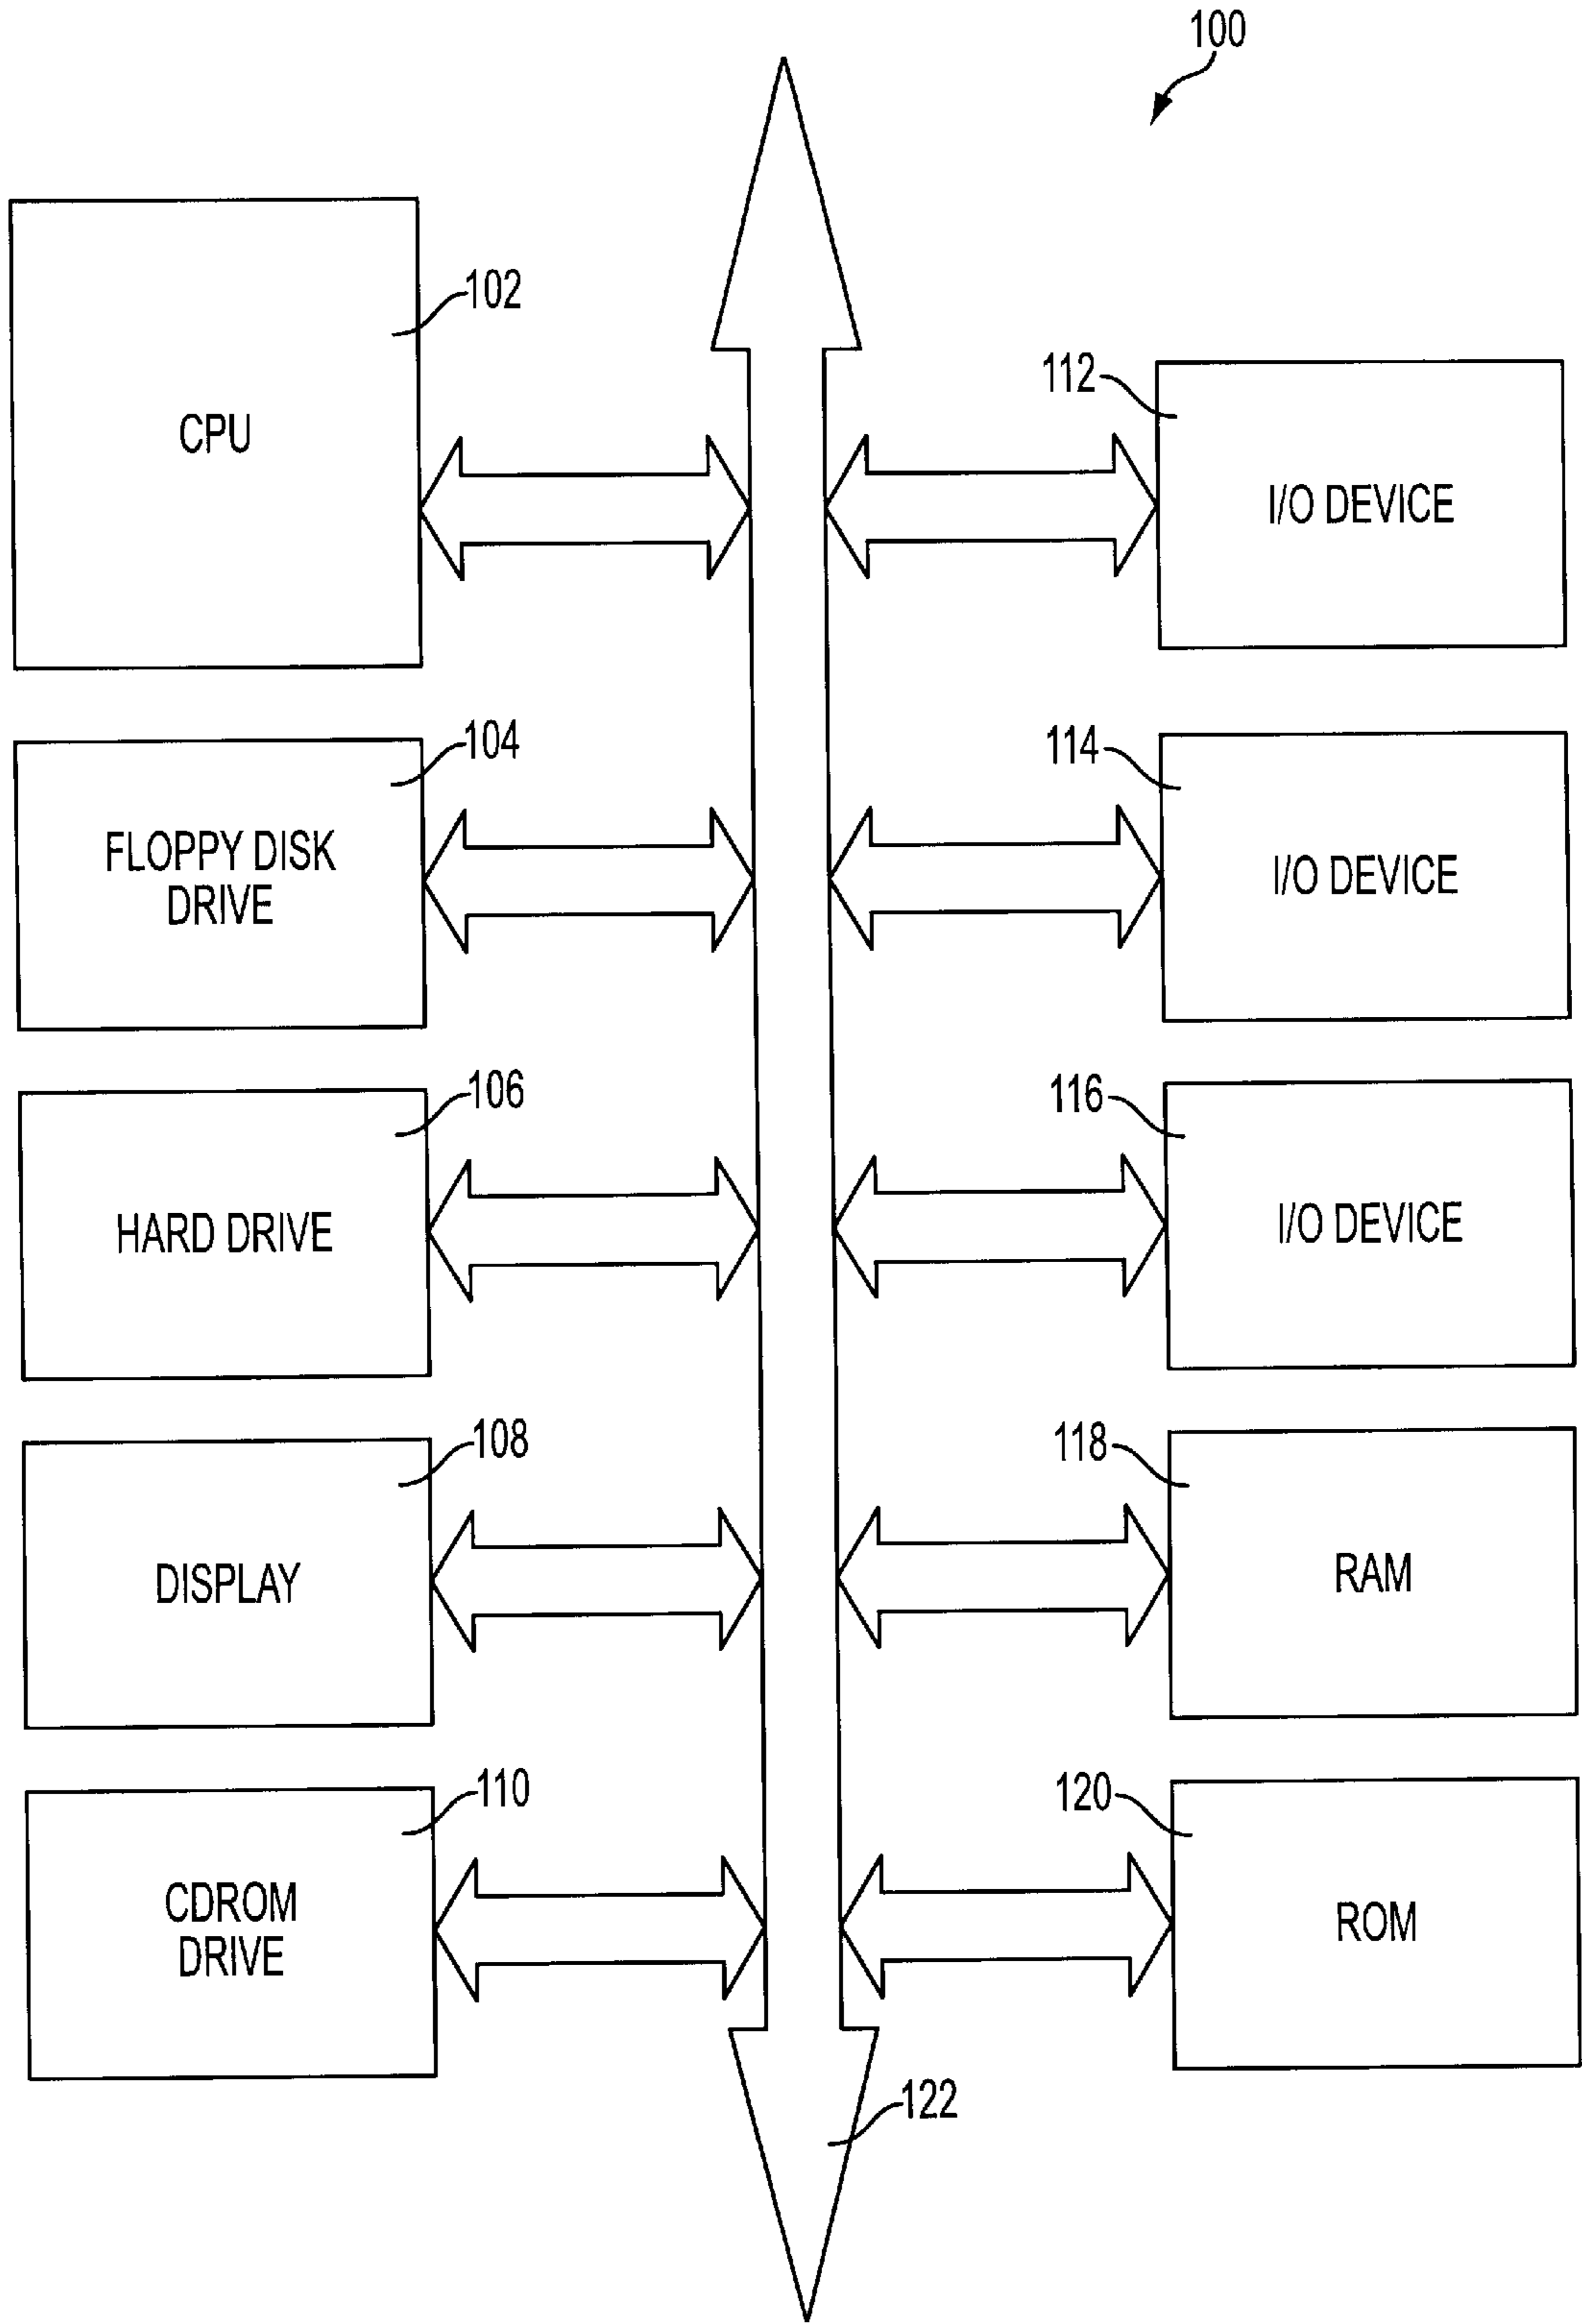 100
102
CPU
112
I/O DEVICE
104
FLOPPY DISK
DRIVE
114
I/O DEVICE
106
HARD DRIVE
116
I/O DEVICE
108
DISPLAY
118
RAM
110
CDROM
DRIVE
120
ROM
122